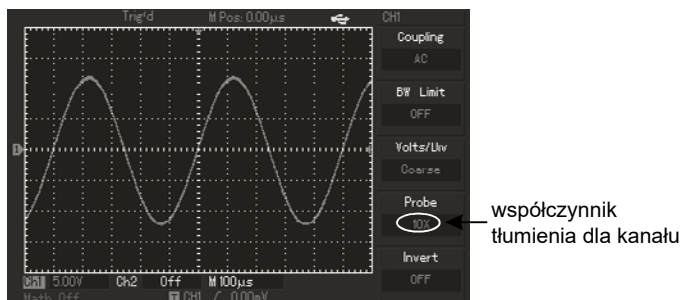 Trig'd M Pos: 0.00μs CH1
Coupling
AC
BW Limit
OFF
Volts/Div
Coarse
1
Probe
10X
współczynnik
tłumienia dla kanału
Invert
OFF
Ch1 5.00V Ch2 Off M 100μs
Math Off T CH1 / 0.00mV